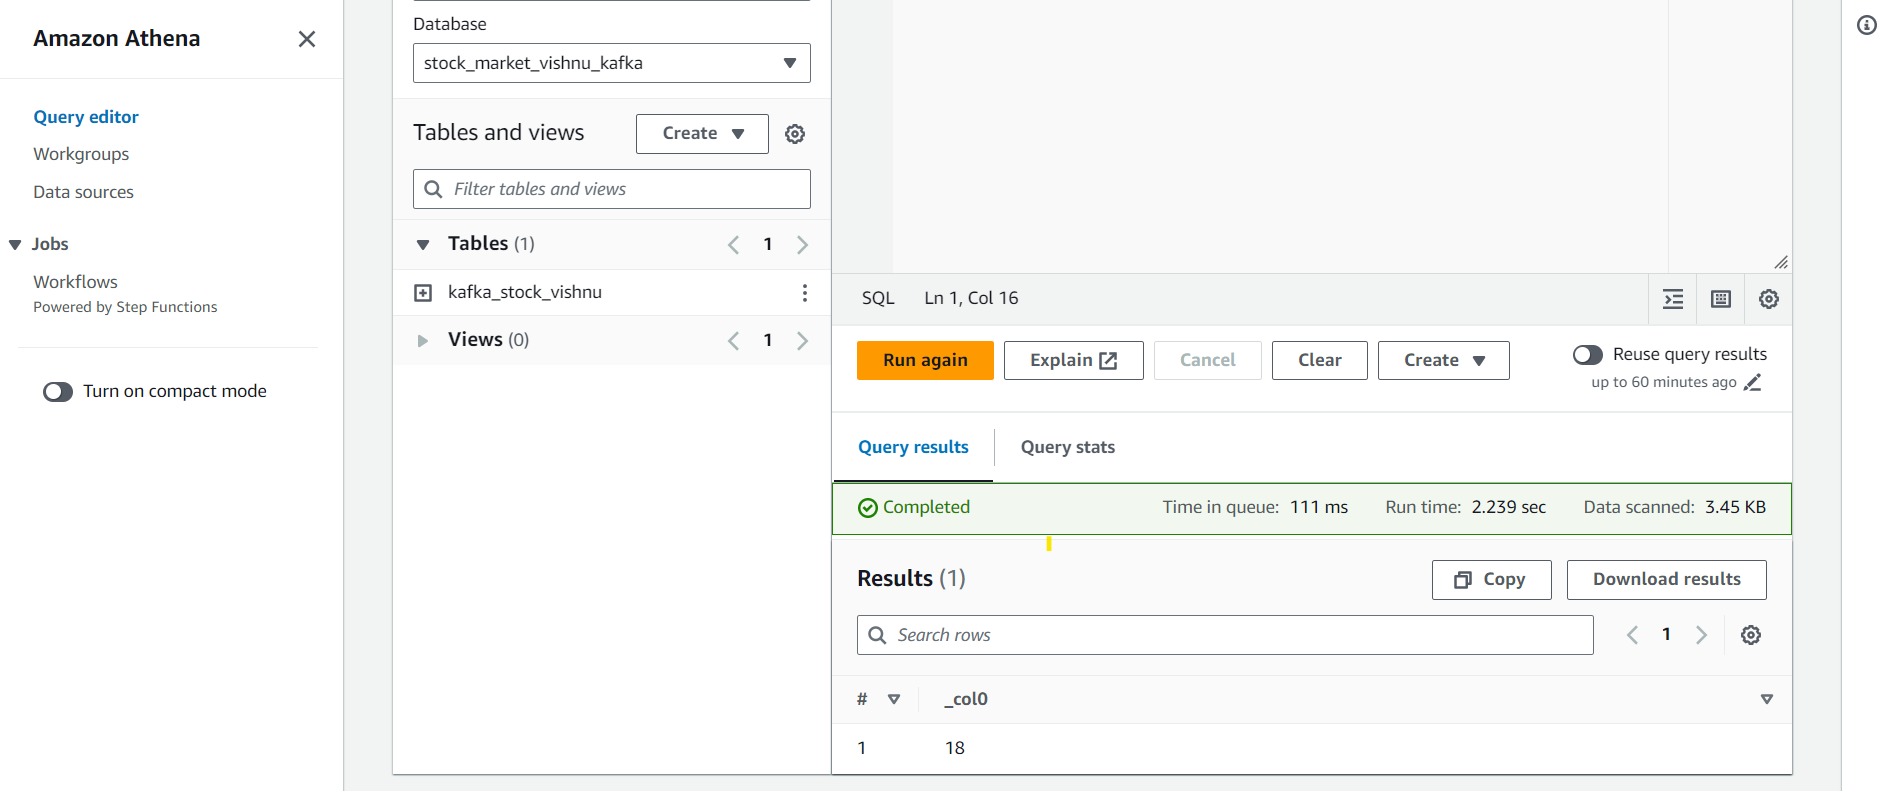 Amazon Athena
Query editor
Workgroups
Data sources
Jobs
Workflows
Powered by Step Functions
Turn on compact mode
Database
stock_market_vishnu_kafka
Tables and views
Create
Filter tables and views
Tables (1)
1
kafka_stock_vishnu
Views (0)
1
SQL Ln 1, Col 16
Run again Explain Cancel Clear Create
Reuse query results
up to 60 minutes ago
Query results Query stats
Completed Time in queue: 111 ms Run time: 2.239 sec Data scanned: 3.45 KB
Results (1) Copy Download results
Search rows 1
# _col0
1 18